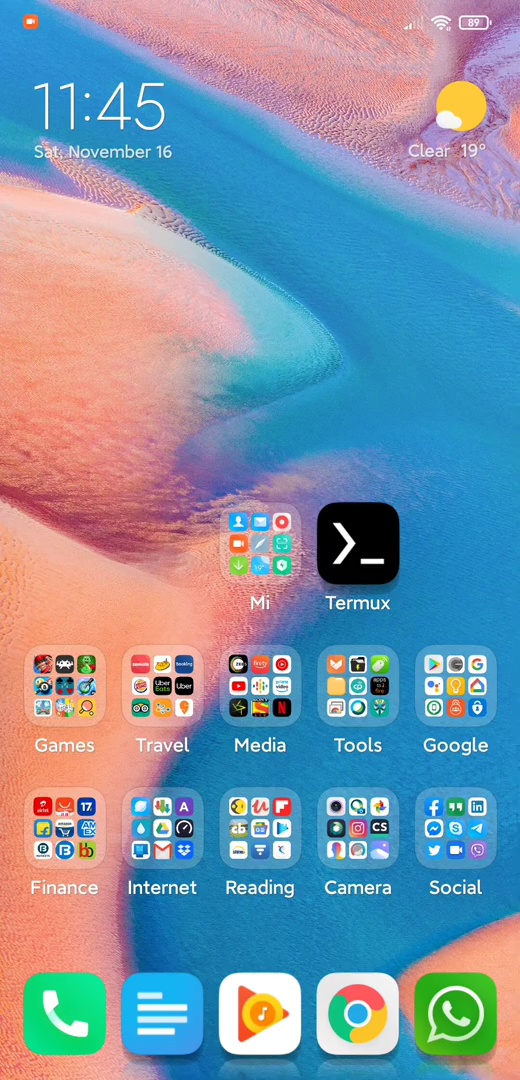 89
11:45
Sat, November 16
Clear 19°
Mi
Termux
Games
Travel
Media
Tools
Google
Finance
Internet
Reading
Camera
Social